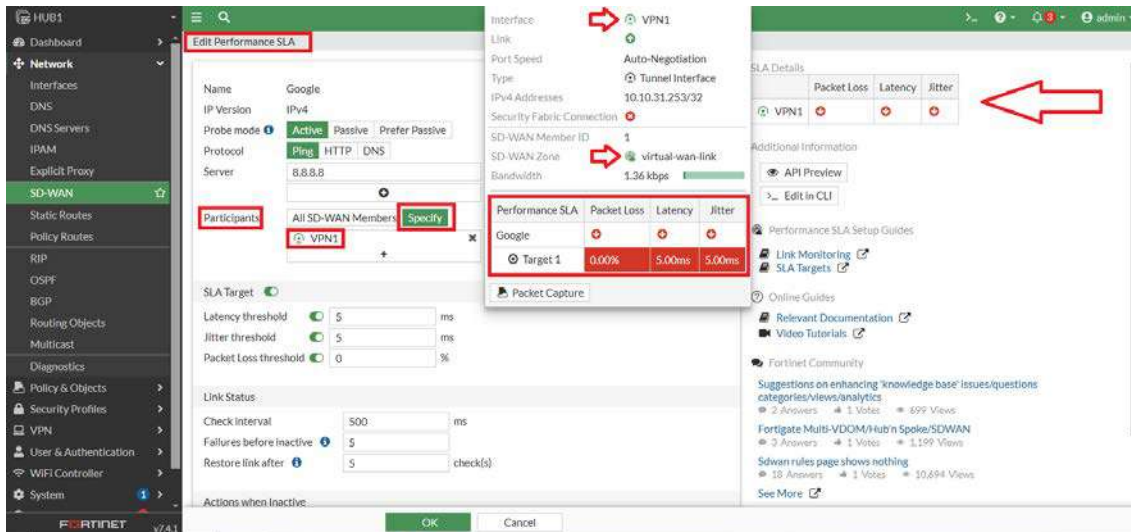 HUB1
admin
Dashboard
Network
Interfaces
DNS
DNS Servers
IPAM
Explicit Proxy
SD-WAN
Static Routes
Policy Routes
RIP
OSPF
BGP
Routing Objects
Multicast
Diagnostics
Policy & Objects
Security Profiles
VPN
User & Authentication
WiFi Controller
System 1
FORTINET v7.4.1
Edit Performance SLA
Name Google
IP Version IPv4
Probe mode Active Passive Prefer Passive
Protocol Ping HTTP DNS
Server 8.8.8.8
Participants All SD-WAN Members Specify
VPN1
SLA Target
Latency threshold 5 ms
Jitter threshold 5 ms
Packet Loss threshold 0 %
Link Status
Check interval 500 ms
Failures before inactive 5
Restore link after 5 check(s)
Actions when Inactive
OK Cancel
Interface VPN1
Link
Port Speed Auto-Negotiation
Type Tunnel Interface
IPv4 Addresses 10.10.31.253/32
Security Fabric Connection
SD-WAN Member ID 1
SD-WAN Zone virtual-wan-link
Bandwidth 1.36 kbps
Performance SLA Packet Loss Latency Jitter
Google
Target 1 0.00% 5.00ms 5.00ms
Packet Capture
SLA Details
Packet Loss Latency Jitter
VPN1
Additional Information
API Preview
>_ Edit in CLI
Performance SLA Setup Guides
Link Monitoring
SLA Targets
Online Guides
Relevant Documentation
Video Tutorials
Fortinet Community
Suggestions on enhancing 'knowledge base' issues/questions
categories/views/analytics
2 Answers 1 Votes 699 Views
Fortigate Multi-VDOM/Hub'n Spoke/SDWAN
3 Answers 1 Votes 1,199 Views
Sdwan rules page shows nothing
18 Answers 1 Votes 10,694 Views
See More